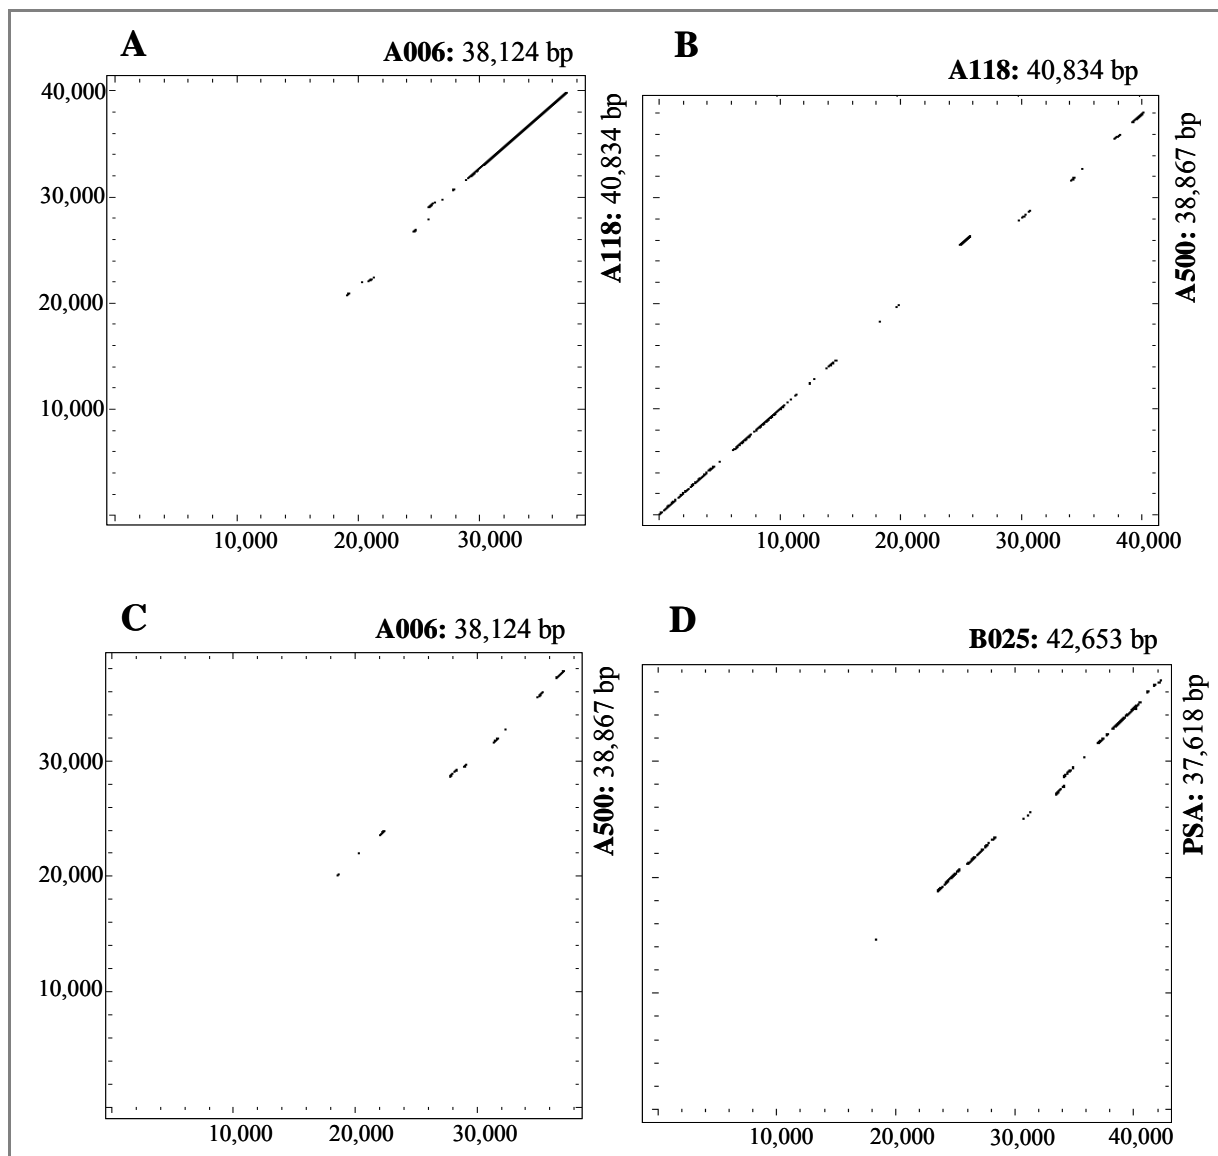 A
A006: 38,124 bp
40,000
30,000
20,000
10,000
10,000 20,000 30,000
A118: 40,834 bp
B
A118: 40,834 bp
10,000 20,000 30,000 40,000
A500: 38,867 bp
C
A006: 38,124 bp
30,000
20,000
10,000
10,000 20,000 30,000
A500: 38,867 bp
D
B025: 42,653 bp
10,000 20,000 30,000 40,000
PSA: 37,618 bp